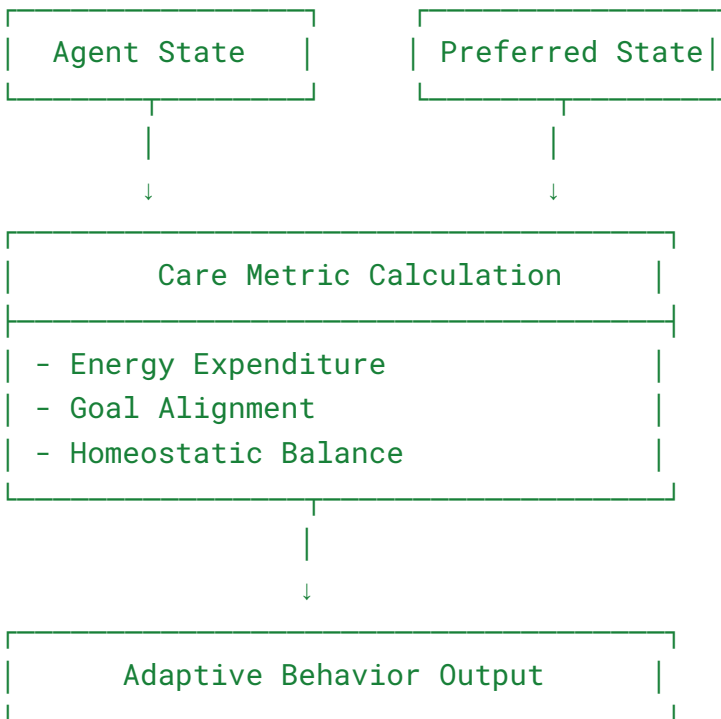 Agent State
Preferred State
↓ ↓
Care Metric Calculation
- Energy Expenditure
- Goal Alignment
- Homeostatic Balance
↓
Adaptive Behavior Output